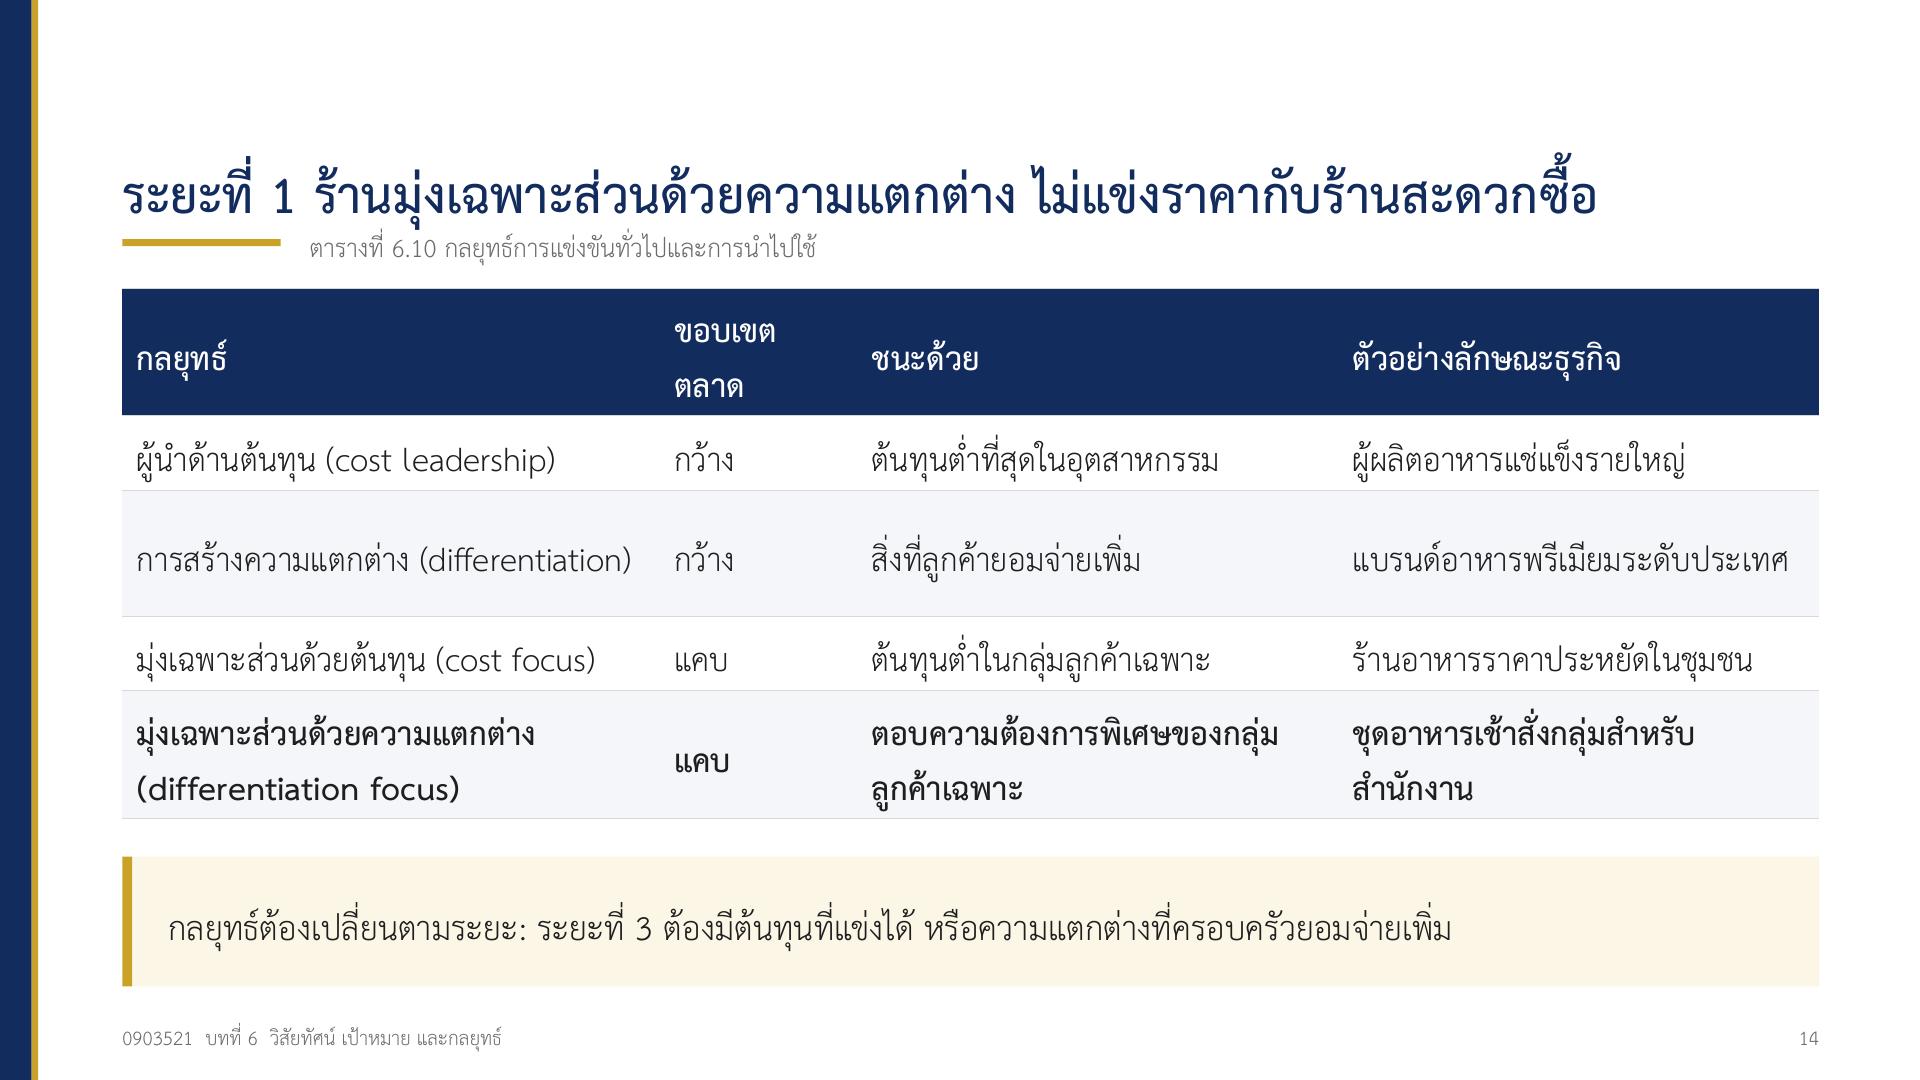 ระยะที่ 1 ร้านมุ่งเฉพาะส่วนด้วยความแตกต่าง ไม่แข่งราคากับร้านสะดวกซื้อ
ตารางที่ 6.10 กลยุทธ์การแข่งขันทั่วไปและการนำไปใช้
กลยุทธ์ ขอบเขตตลาด ชนะด้วย ตัวอย่างลักษณะธุรกิจ
ผู้นำด้านต้นทุน (cost leadership) กว้าง ต้นทุนต่ำที่สุดในอุตสาหกรรม ผู้ผลิตอาหารแช่แข็งรายใหญ่
การสร้างความแตกต่าง (differentiation) กว้าง สิ่งที่ลูกค้ายอมจ่ายเพิ่ม แบรนด์อาหารพรีเมียมระดับประเทศ
มุ่งเฉพาะส่วนด้วยต้นทุน (cost focus) แคบ ต้นทุนต่ำในกลุ่มลูกค้าเฉพาะ ร้านอาหารราคาประหยัดในชุมชน
มุ่งเฉพาะส่วนด้วยความแตกต่าง (differentiation focus) แคบ ตอบความต้องการพิเศษของกลุ่มลูกค้าเฉพาะ ชุดอาหารเช้าสั่งกลุ่มสำหรับสำนักงาน
กลยุทธ์ต้องเปลี่ยนตามระยะ: ระยะที่ 3 ต้องมีต้นทุนที่แข่งได้ หรือความแตกต่างที่ครอบครัวยอมจ่ายเพิ่ม
0903521 บทที่ 6 วิสัยทัศน์ เป้าหมาย และกลยุทธ์ 14